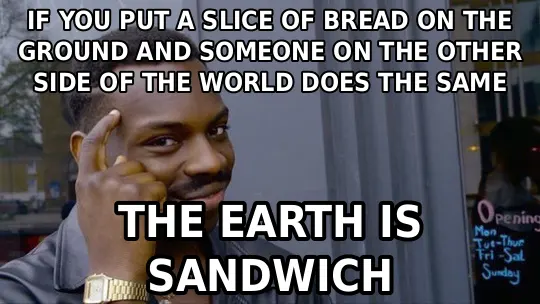 IF YOU PUT A SLICE OF BREAD ON THE
GROUND AND SOMEONE ON THE OTHER
SIDE OF THE WORLD DOES THE SAME
THE EARTH IS
SANDWICH
Opening
Mon
Tue-Thur
Fri-Sat
Sunday